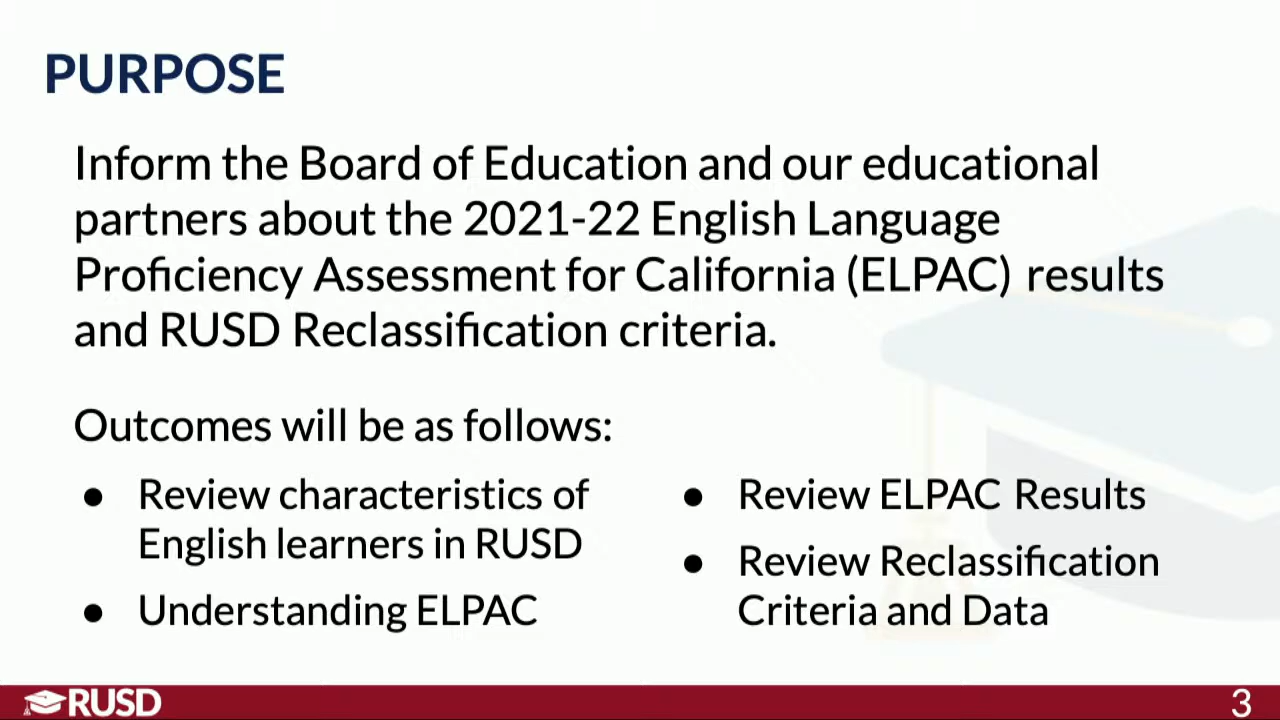 PURPOSE
Inform the Board of Education and our educational
partners about the 2021-22 English Language
Proficiency Assessment for California (ELPAC) results
and RUSD Reclassification criteria.
Outcomes will be as follows:
● Review characteristics of
English learners in RUSD
● Understanding ELPAC
● Review ELPAC Results
● Review Reclassification
Criteria and Data
RUSD
3